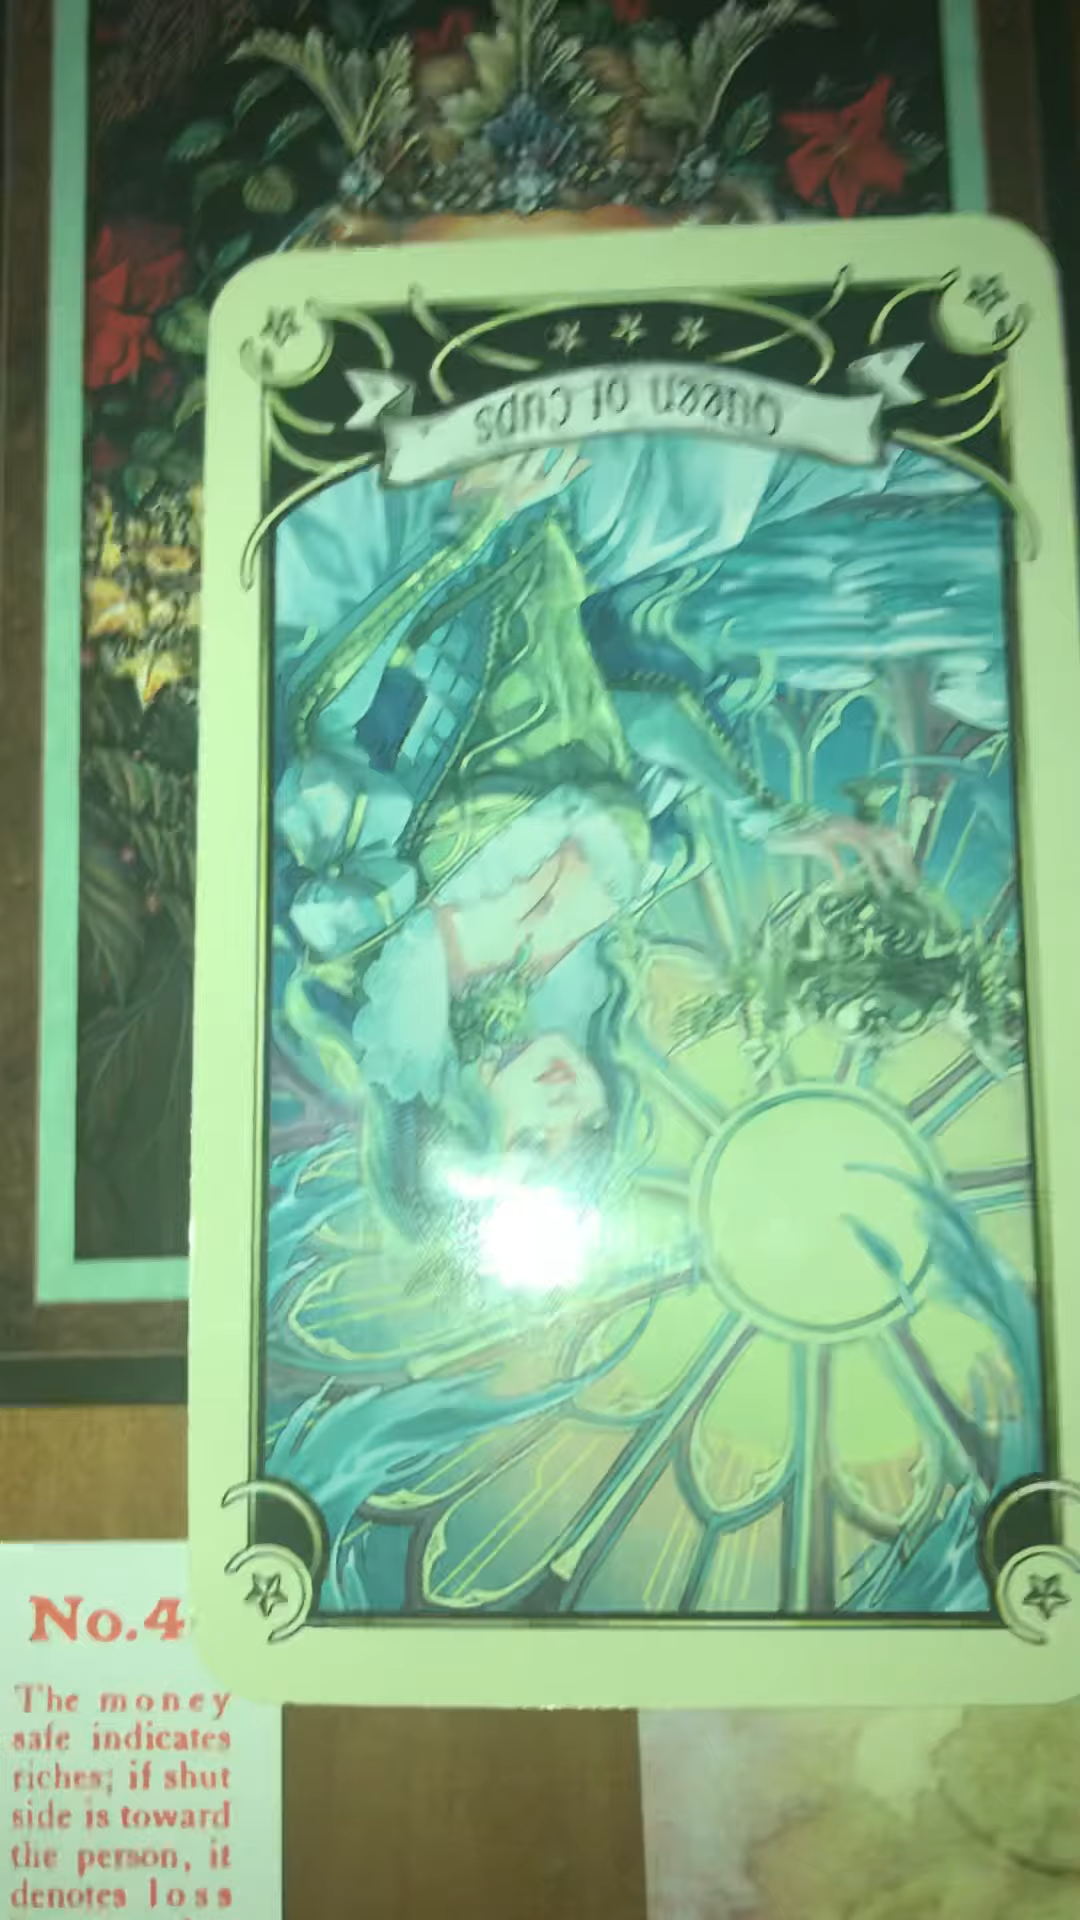 Queen of Cups
No.4
The money
safe indicates
riches; if shut
side is toward
the person, it
denotes loss